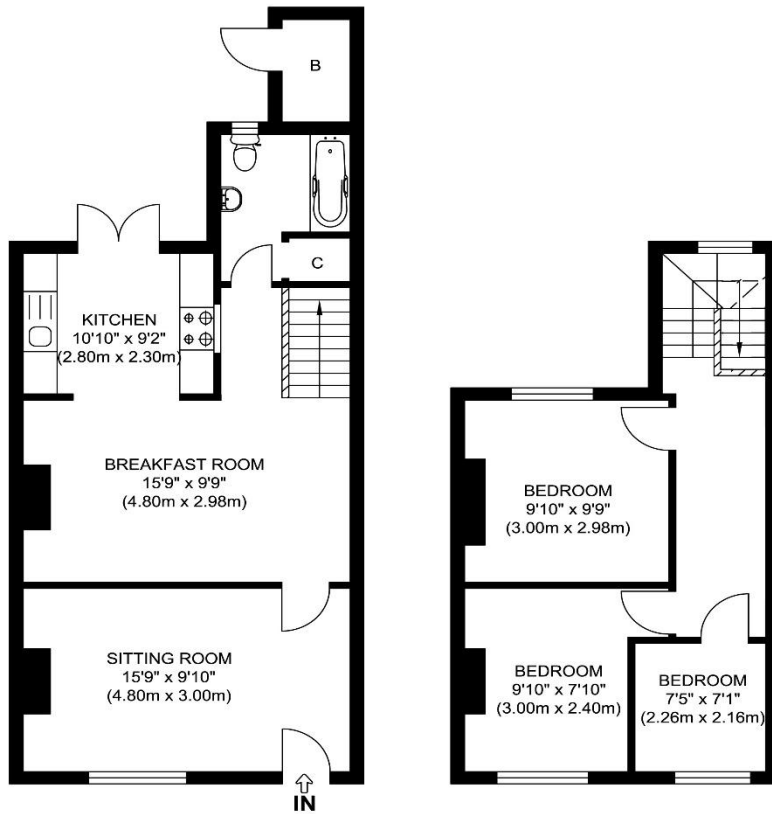 B
C
KITCHEN
10'10" x 9'2"
(2.80m x 2.30m)
BREAKFAST ROOM
15'9" x 9'9"
(4.80m x 2.98m)
SITTING ROOM
15'9" x 9'10"
(4.80m x 3.00m)
IN
BEDROOM
9'10" x 9'9"
(3.00m x 2.98m)
BEDROOM
9'10" x 7'10"
(3.00m x 2.40m)
BEDROOM
7'5" x 7'1"
(2.26m x 2.16m)